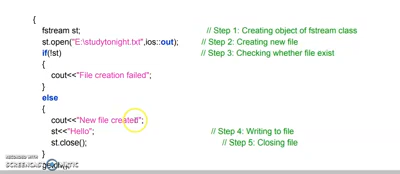 {
fstream st; // Step 1: Creating object of fstream class
st.open("E:\studytonight.txt",ios::out); // Step 2: Creating new file
if(!st) // Step 3: Checking whether file exist
{
cout<<"File creation failed";
}
else
{
cout<<"New file created";
st<<"Hello"; // Step 4: Writing to file
st.close(); // Step 5: Closing file
}
RECORDED WITH